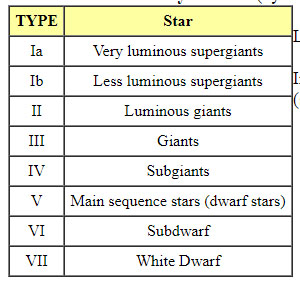 TYPE Star
Ia Very luminous supergiants
Ib Less luminous supergiants
II Luminous giants
III Giants
IV Subgiants
V Main sequence stars (dwarf stars)
VI Subdwarf
VII White Dwarf